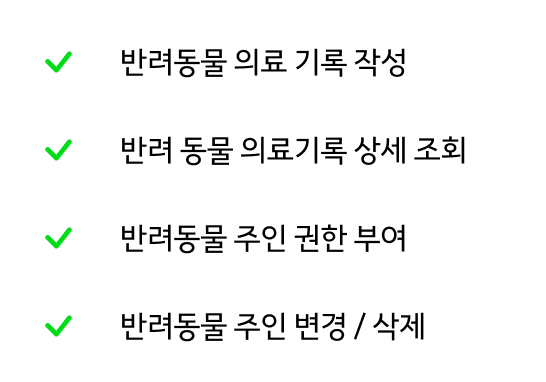 반려동물 의료 기록 작성
반려 동물 의료기록 상세 조회
반려동물 주인 권한 부여
반려동물 주인 변경 / 삭제